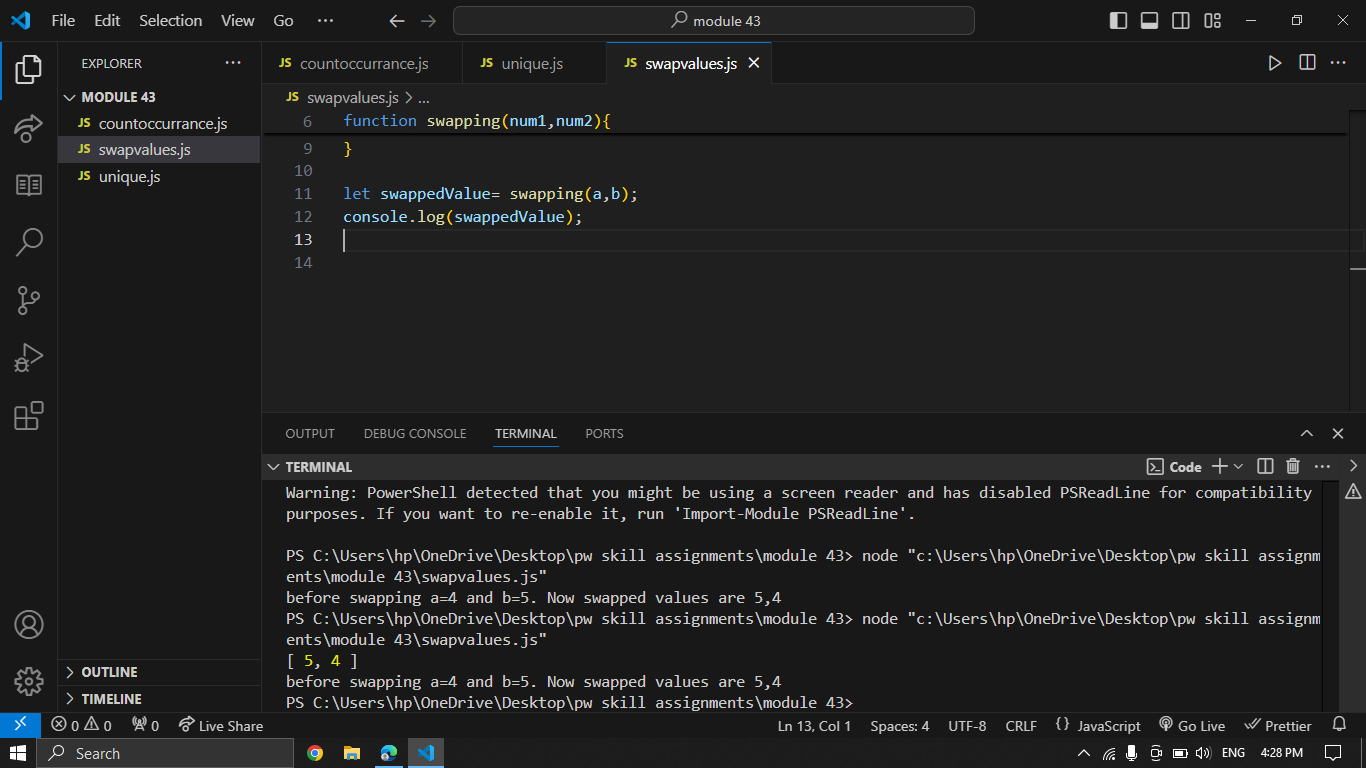 File Edit Selection View Go ··· module 43
EXPLORER ···
MODULE 43
JS countoccurrance.js
JS swapvalues.js
JS unique.js
OUTLINE
TIMELINE
JS countoccurrance.js JS unique.js JS swapvalues.js
JS swapvalues.js > ...
6 function swapping(num1,num2){
9 }
10
11 let swappedValue= swapping(a,b);
12 console.log(swappedValue);
13
14
OUTPUT DEBUG CONSOLE TERMINAL PORTS
TERMINAL Code
Warning: PowerShell detected that you might be using a screen reader and has disabled PSReadLine for compatibility
purposes. If you want to re-enable it, run 'Import-Module PSReadLine'.
PS C:\Users\hp\OneDrive\Desktop\pw skill assignments\module 43> node "c:\Users\hp\OneDrive\Desktop\pw skill assignm
ents\module 43\swapvalues.js"
before swapping a=4 and b=5. Now swapped values are 5,4
PS C:\Users\hp\OneDrive\Desktop\pw skill assignments\module 43> node "c:\Users\hp\OneDrive\Desktop\pw skill assignm
ents\module 43\swapvalues.js"
[ 5, 4 ]
before swapping a=4 and b=5. Now swapped values are 5,4
PS C:\Users\hp\OneDrive\Desktop\pw skill assignments\module 43>
0 0 0 Live Share Ln 13, Col 1 Spaces: 4 UTF-8 CRLF {} JavaScript Go Live Prettier
Search ENG 4:28 PM